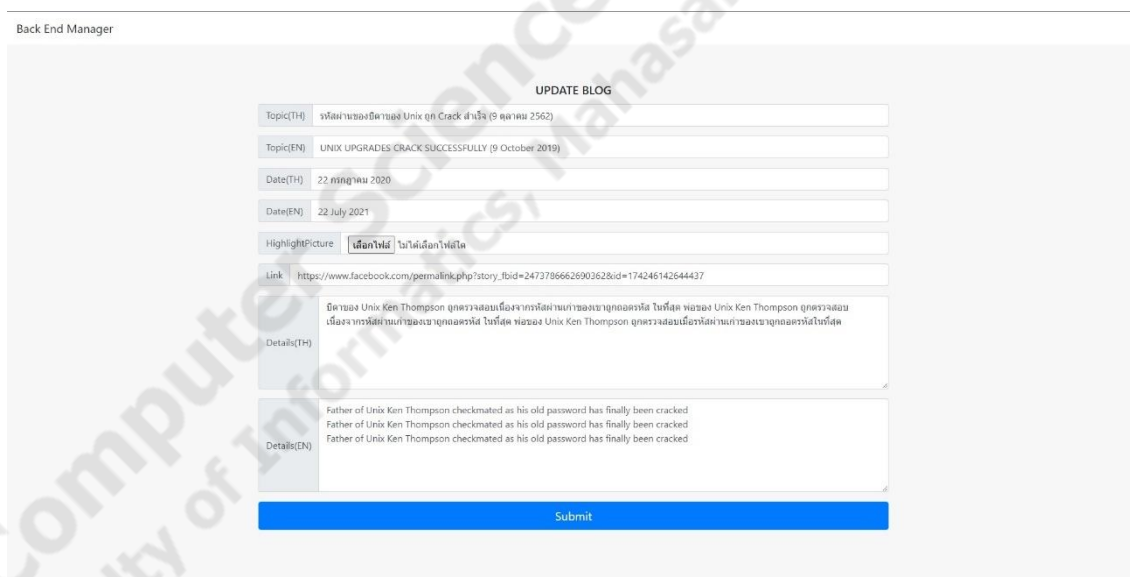 Back End Manager
UPDATE BLOG
Topic(TH) รหัสผ่านของบิดาของ Unix ถูก Crack สำเร็จ (9 ตุลาคม 2562)
Topic(EN) UNIX UPGRADES CRACK SUCCESSFULLY (9 October 2019)
Date(TH) 22 กรกฎาคม 2020
Date(EN) 22 July 2021
HighlightPicture เลือกไฟล์ ไม่ได้เลือกไฟล์ใด
Link https://www.facebook.com/permalink.php?story_fbid=2473786662690362&id=174246142644437
บิดาของ Unix Ken Thompson ถูกตรวจสอบเนื่องจากรหัสผ่านเก่าของเขาถูกถอดรหัส ในที่สุด พ่อของ Unix Ken Thompson ถูกตรวจสอบ
เนื่องจากรหัสผ่านเก่าของเขาถูกถอดรหัส ในที่สุด พ่อของ Unix Ken Thompson ถูกตรวจสอบเมื่อรหัสผ่านเก่าของเขาถูกถอดรหัสในที่สุด
Details(TH)
Father of Unix Ken Thompson checkmated as his old password has finally been cracked
Father of Unix Ken Thompson checkmated as his old password has finally been cracked
Father of Unix Ken Thompson checkmated as his old password has finally been cracked
Details(EN)
Submit
Computer Science
of Informatics, Mahasa